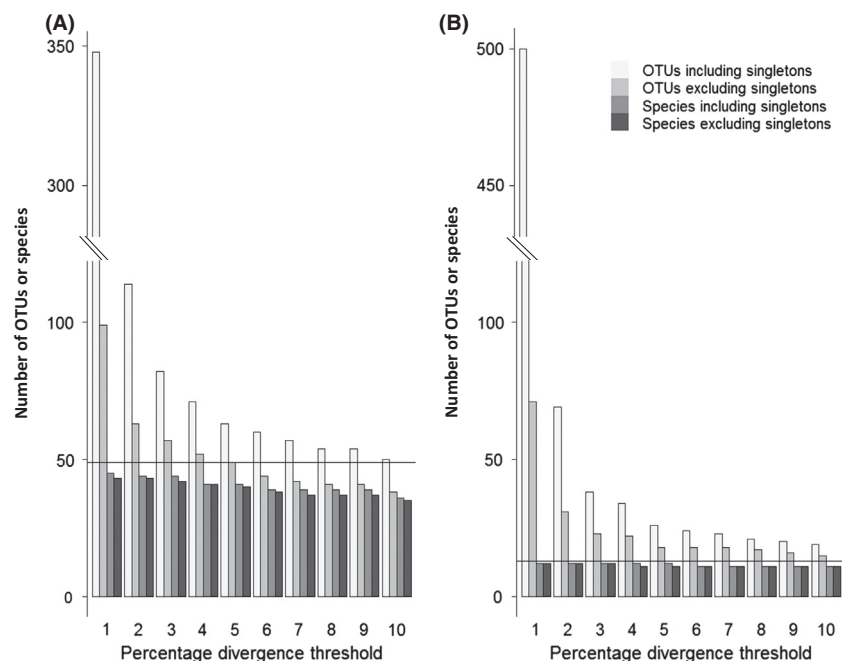 (A)
350
300
100
50
0
Number of OTUs or species
1 2 3 4 5 6 7 8 9 10
Percentage divergence threshold
(B)
500
450
100
50
0
Number of OTUs or species
1 2 3 4 5 6 7 8 9 10
Percentage divergence threshold
OTUs including singletons
OTUs excluding singletons
Species including singletons
Species excluding singletons